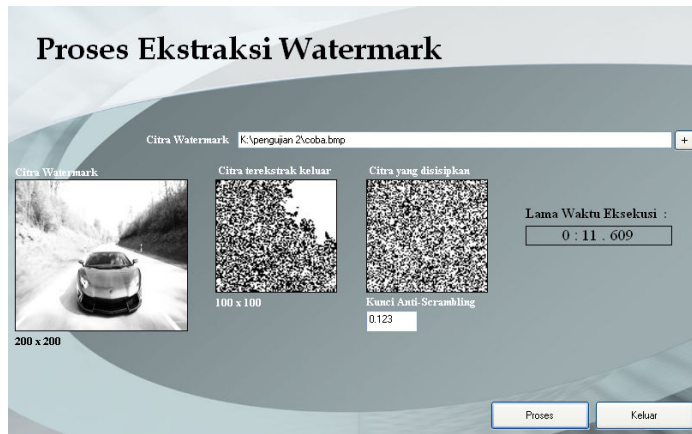 Proses Ekstraksi Watermark
Citra Watermark K:\pengujian 2\coba.bmp +
Citra Watermark
Citra terekstrak keluar
Citra yang disisipkan
Lama Waktu Eksekusi :
0 : 11 . 609
100 x 100
Kunci Anti-Scrambling
0.123
200 x 200
Proses
Keluar